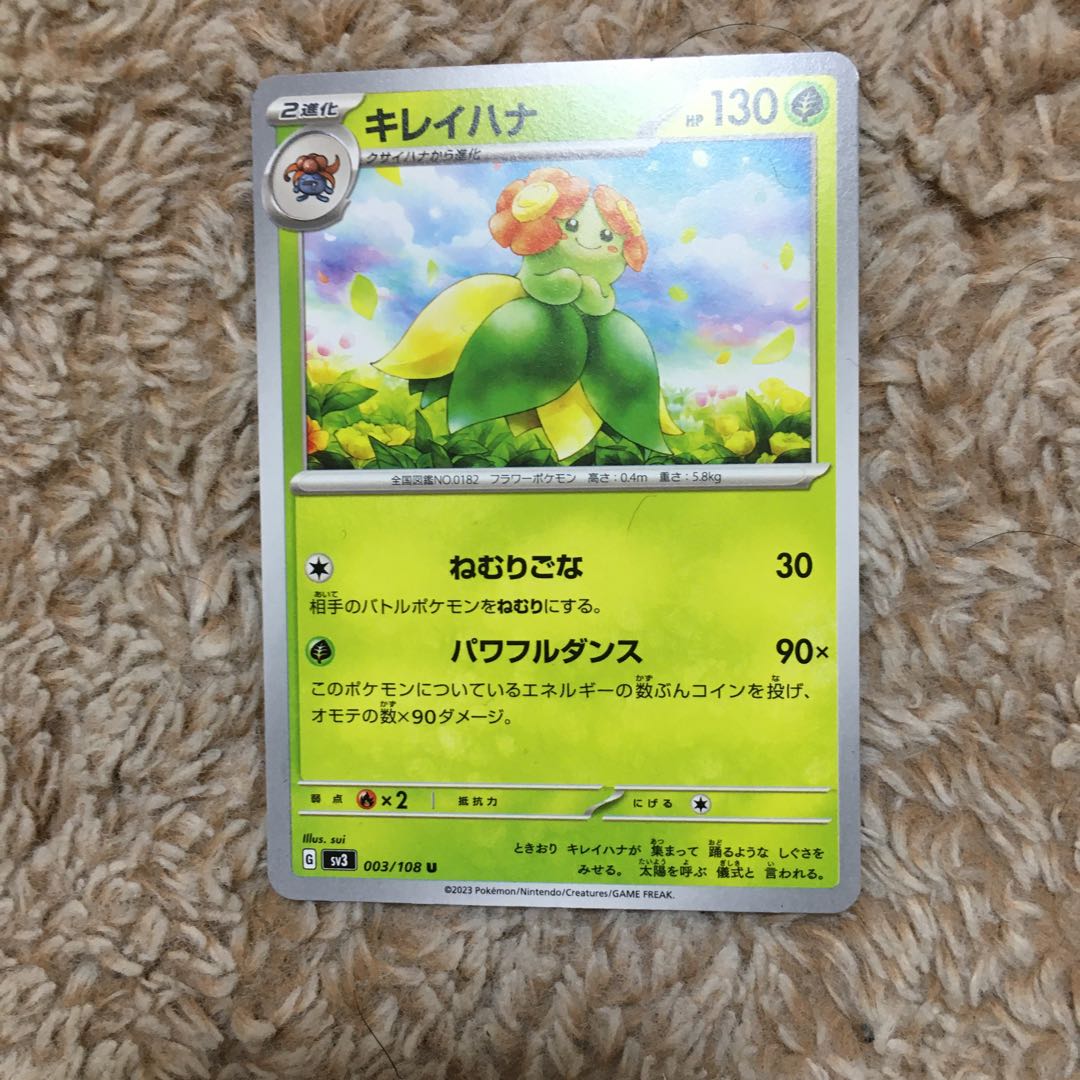 2進化
キレイハナ
HP 130
クサイハナから進化
全国図鑑NO.0182 フラワーポケモン 高さ:0.4m 重さ:5.8kg
ねむりごな 30
相手のバトルポケモンをねむりにする。
パワフルダンス 90×
このポケモンについているエネルギーの数ぶんコインを投げ、
オモテの数×90ダメージ。
弱点 ×2 抵抗力 にげる
Illus. sui
G sv3 003/108 U
ときおり キレイハナが 集まって 踊るような しぐさを
みせる。 太陽を呼ぶ 儀式と 言われる。
©2023 Pokémon/Nintendo/Creatures/GAME FREAK.